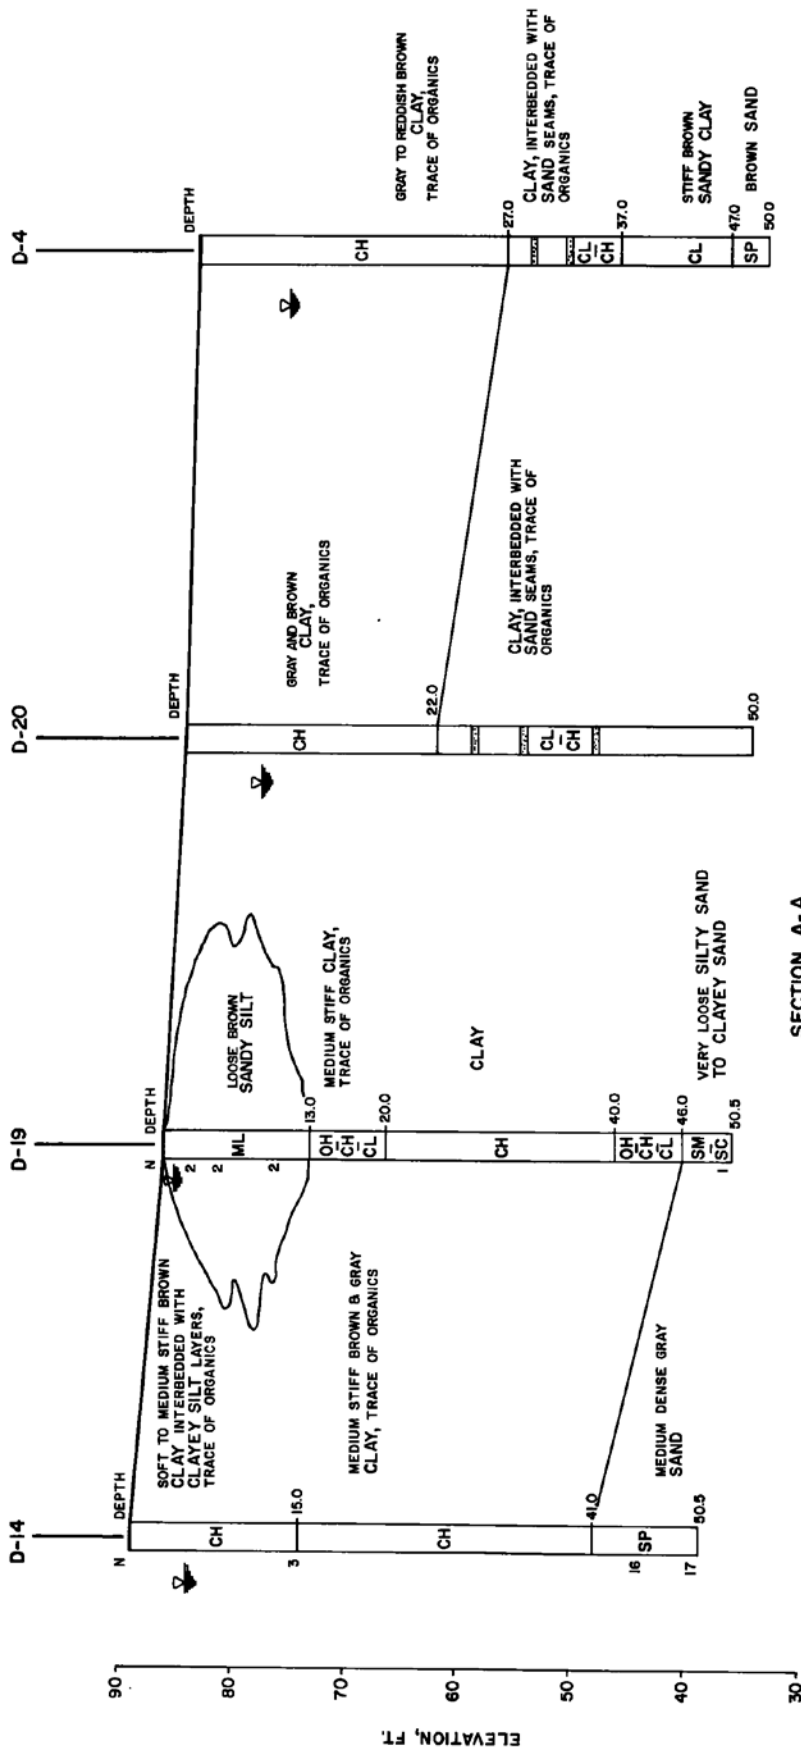 D-14
N
DEPTH
CH
15.0
3
CH
41.0
16
SP
17
50.5
SOFT TO MEDIUM STIFF BROWN
CLAY INTERBEDDED WITH
CLAYEY SILT LAYERS,
TRACE OF ORGANICS
MEDIUM STIFF BROWN & GRAY
CLAY, TRACE OF ORGANICS
MEDIUM DENSE GRAY
SAND
D-19
N
DEPTH
2
2
ML
2
13.0
OH
CH
CL
20.0
CH
40.0
OH
CH
CL
46.0
SM
SC
1
50.5
LOOSE BROWN
SANDY SILT
MEDIUM STIFF CLAY,
TRACE OF ORGANICS
CLAY
VERY LOOSE SILTY SAND
TO CLAYEY SAND
D-20
DEPTH
CH
22.0
CL
CH
50.0
GRAY AND BROWN
CLAY,
TRACE OF ORGANICS
CLAY, INTERBEDDED WITH
SAND SEAMS, TRACE OF
ORGANICS
D-4
DEPTH
CH
27.0
CL
CH
37.0
CL
47.0
SP
50.0
GRAY TO REDDISH BROWN
CLAY,
TRACE OF ORGANICS
CLAY, INTERBEDDED WITH
SAND SEAMS, TRACE OF
ORGANICS
STIFF BROWN
SANDY CLAY
BROWN SAND
90
80
70
60
50
40
30
ELEVATION, FT.
SECTION A-A